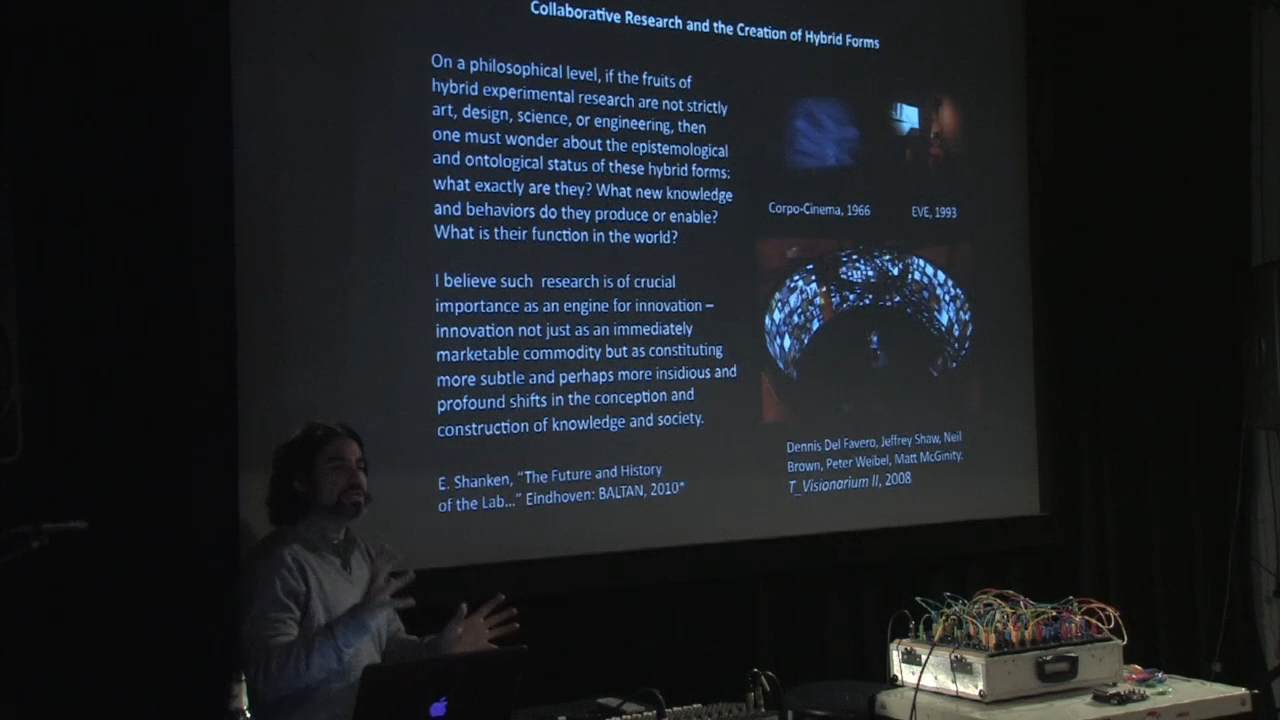 Collaborative Research and the Creation of Hybrid Forms
On a philosophical level, if the fruits of
hybrid experimental research are not strictly
art, design, science, or engineering, then
one must wonder about the epistemological
and ontological status of these hybrid forms:
what exactly are they? What new knowledge
and behaviors do they produce or enable?
What is their function in the world?
I believe such research is of crucial
importance as an engine for innovation –
innovation not just as an immediately
marketable commodity but as constituting
more subtle and perhaps more insidious and
profound shifts in the conception and
construction of knowledge and society.
E. Shanken, "The Future and History
of the Lab..." Eindhoven: BALTAN, 2010*
Corpo-Cinema, 1966
EVE, 1993
Dennis Del Favero, Jeffrey Shaw, Neil
Brown, Peter Weibel, Matt McGinity.
T_Visionarium II, 2008